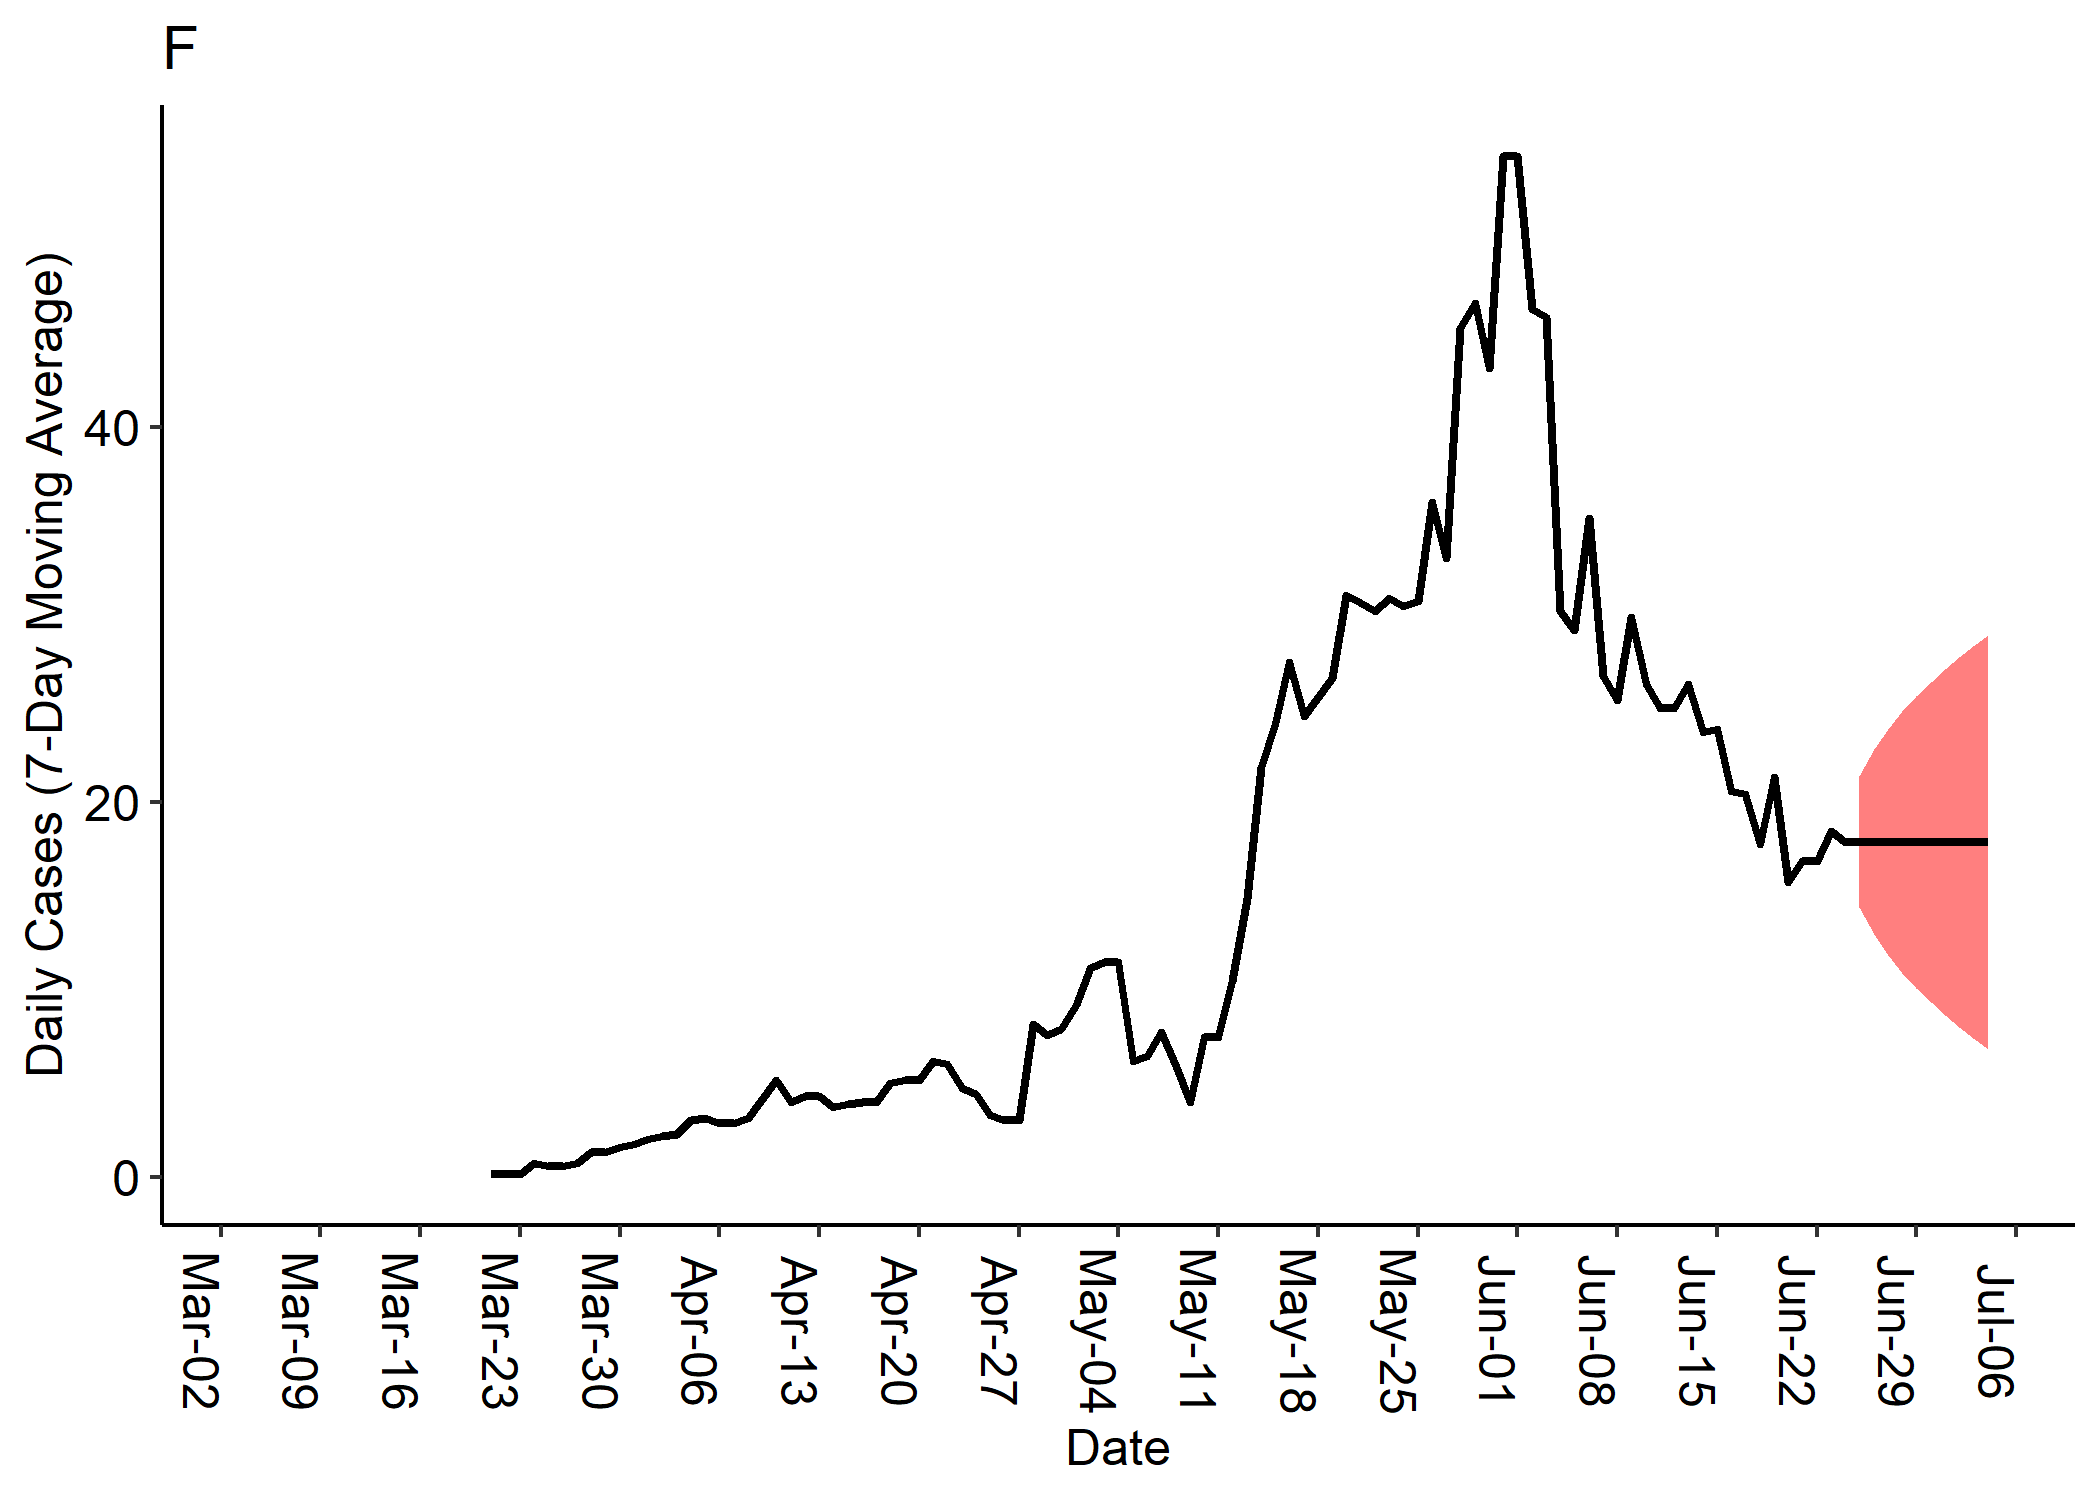 F
Daily Cases (7-Day Moving Average)
40
20
0
Mar-02
Mar-09
Mar-16
Mar-23
Mar-30
Apr-06
Apr-13
Apr-20
Apr-27
May-04
May-11
May-18
May-25
Jun-01
Jun-08
Jun-15
Jun-22
Jun-29
Jul-06
Date